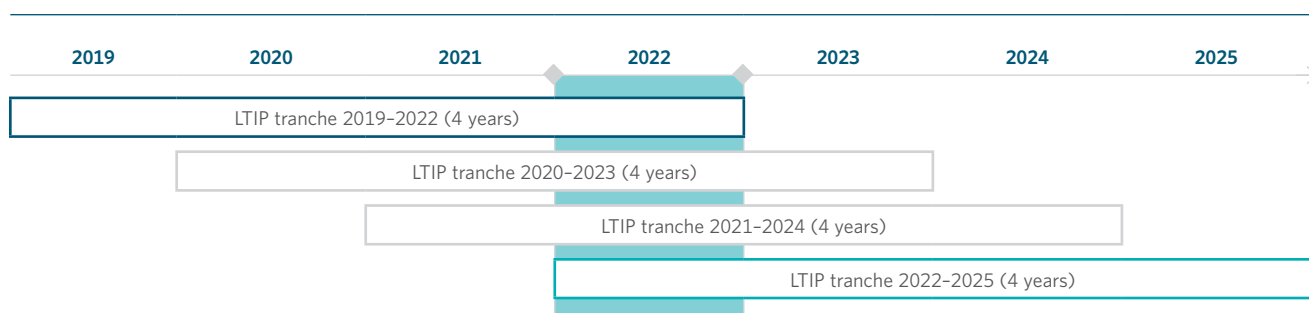 2019 2020 2021 2022 2023 2024 2025
LTIP tranche 2019–2022 (4 years)
LTIP tranche 2020–2023 (4 years)
LTIP tranche 2021–2024 (4 years)
LTIP tranche 2022–2025 (4 years)